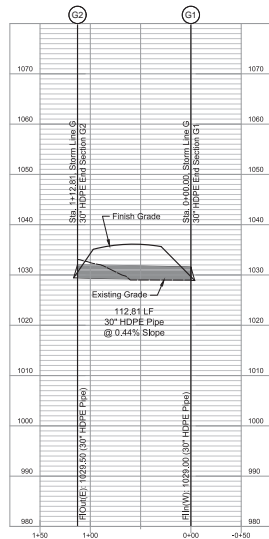 G2
G1
1070
1070
1060
1060
1050
1050
1040
1040
1030
1030
1020
1020
1010
1010
1000
1000
990
990
980
980
Sta. 1+12.81, Storm Line G
30" HDPE End Section G2
Sta. 0+00.00, Storm Line G
30" HDPE End Section G1
Finish Grade
Existing Grade
112.81 LF
30" HDPE Pipe
@ 0.44% Slope
FlOut(E): 1029.50 (30" HDPE Pipe)
FlIn(W): 1029.00 (30" HDPE Pipe)
1+50
1+00
0+00
-0+50